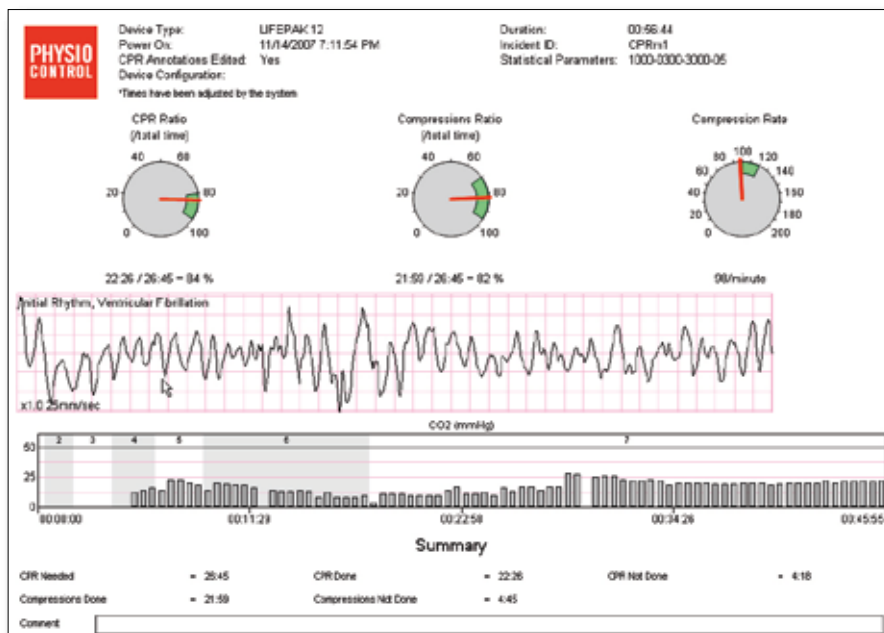 PHYSIO
CONTROL
Device Type: LIFEPAK 12
Power On: 11/14/2007 7:11:54 PM
CPR Annotations Edited: Yes
Device Configuration:
*Times have been adjusted by the system
Duration: 00:56:44
Incident ID: CPRm1
Statistical Parameters: 1000-0300-3000-05
CPR Ratio
(/total time)
0 20 40 60 80 100
22:26 / 26:45 = 84 %
Compressions Ratio
(/total time)
0 20 40 60 80 100
21:59 / 26:45 = 82 %
Compression Rate
0 20 40 60 80 100 120 140 160 180 200
98/minute
Initial Rhythm, Ventricular Fibrillation
x1.0 25mm/sec
CO2 (mmHg)
2 3 4 5 6 7
50
25
0
00:00:00 00:11:29 00:22:58 00:34:26 00:45:55
Summary
CPR Needed = 26:45 CPR Done = 22:26 CPR Not Done = 4:18
Compressions Done = 21:59 Compressions Not Done = 4:45
Comment